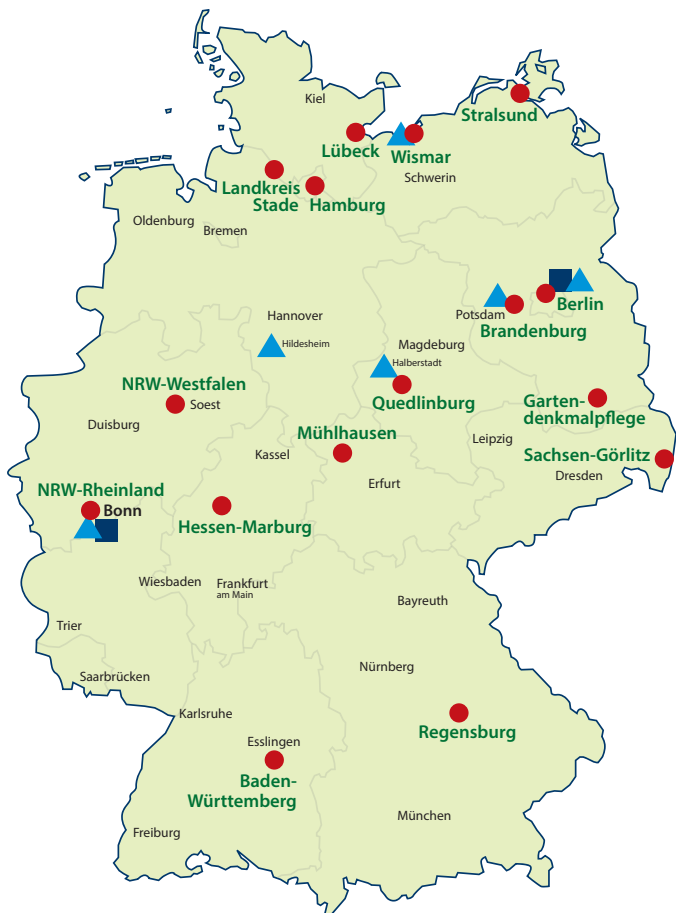 Kiel
Stralsund
Lübeck
Wismar
Schwerin
Landkreis
Stade
Hamburg
Oldenburg
Bremen
Berlin
Potsdam
Brandenburg
Hannover
Hildesheim
Magdeburg
Halberstadt
NRW-Westfalen
Soest
Quedlinburg
Garten-
denkmalpflege
Duisburg
Mühlhausen
Leipzig
Kassel
Sachsen-Görlitz
Dresden
Erfurt
NRW-Rheinland
Bonn
Hessen-Marburg
Wiesbaden
Frankfurt
am Main
Bayreuth
Trier
Nürnberg
Saarbrücken
Karlsruhe
Regensburg
Esslingen
Baden-
Württemberg
München
Freiburg